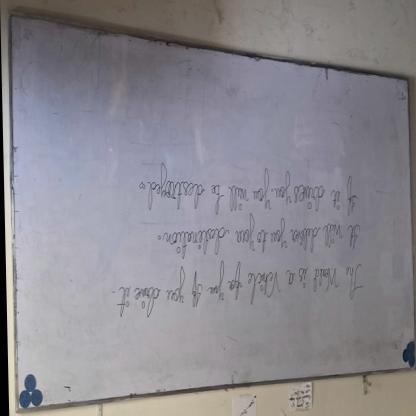 The Mind is a Vehicle for you. If you drive it -
it will deliver you to your destination.
If it drives you. You will be destroyed.